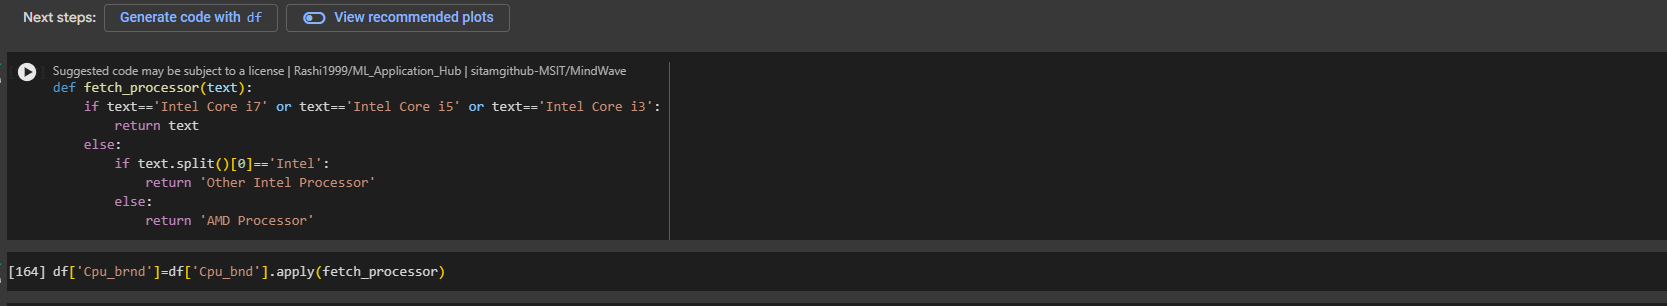 Next steps: Generate code with df View recommended plots
Suggested code may be subject to a license | Rashi1999/ML_Application_Hub | sitamgithub-MSIT/MindWave
def fetch_processor(text):
    if text=='Intel Core i7' or text=='Intel Core i5' or text=='Intel Core i3':
        return text
    else:
        if text.split()[0]=='Intel':
            return 'Other Intel Processor'
        else:
            return 'AMD Processor'
[164] df['Cpu_brnd']=df['Cpu_bnd'].apply(fetch_processor)